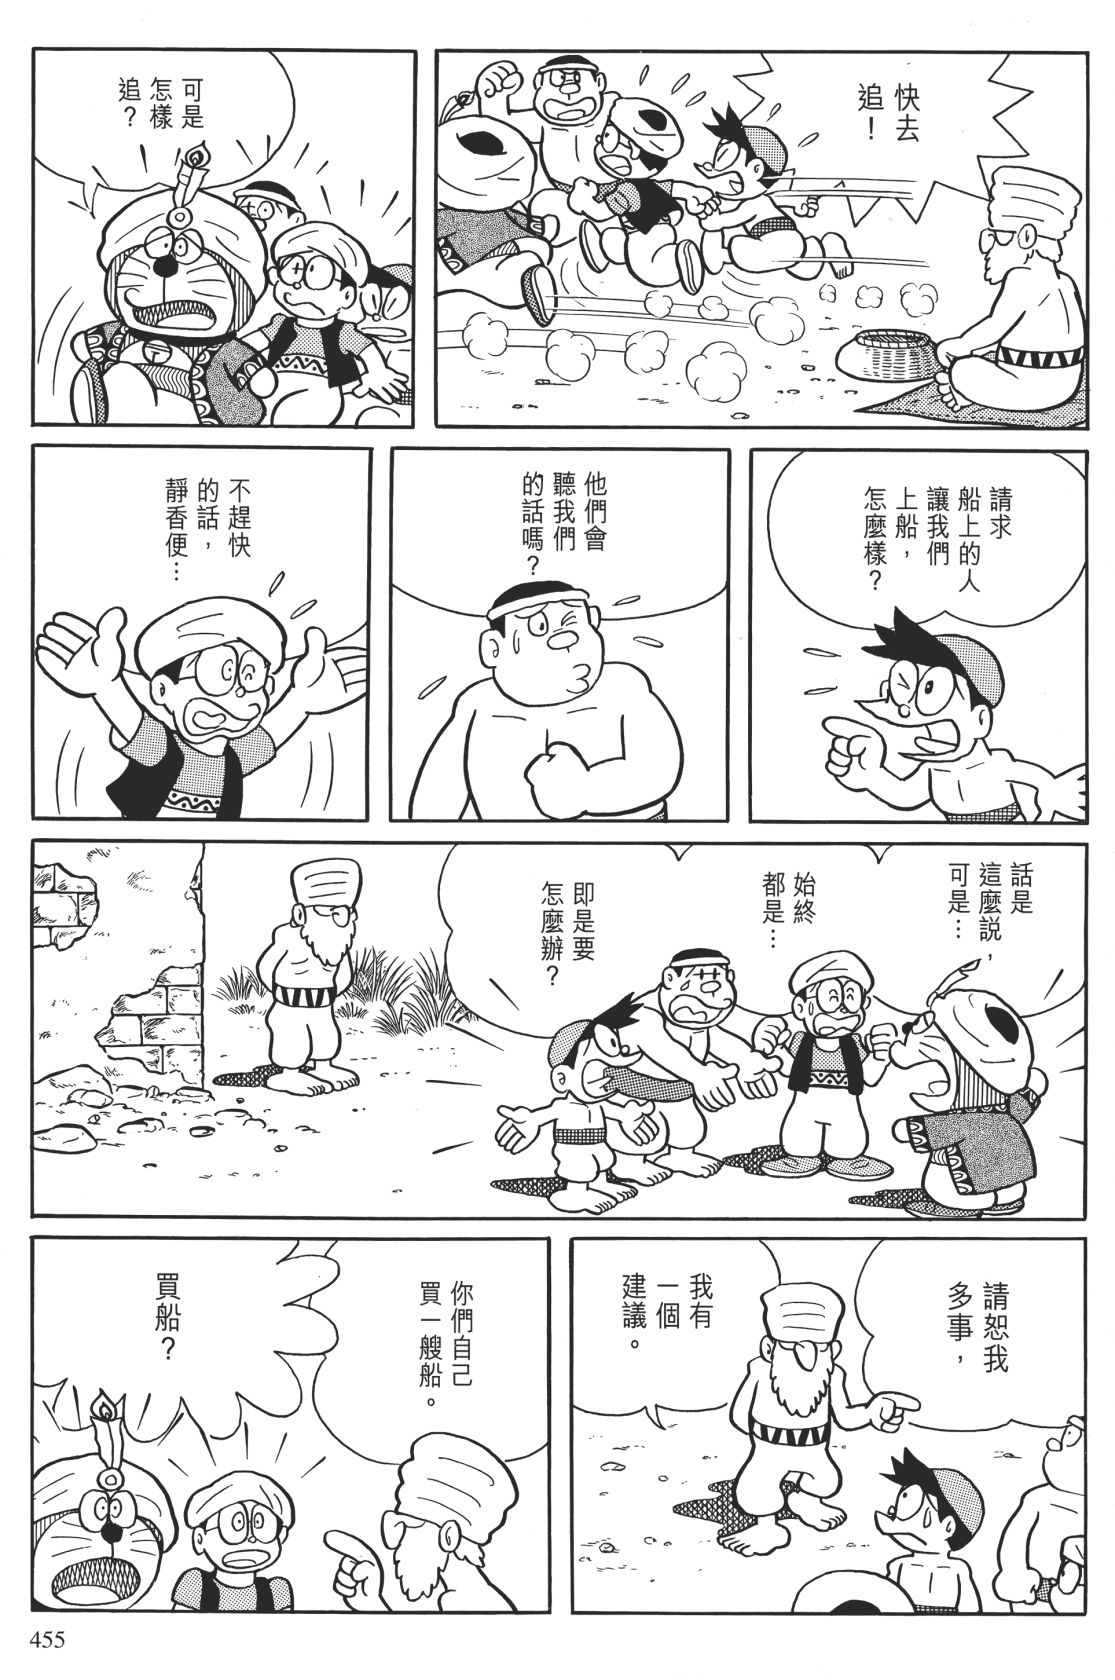 快去
追！
可是
怎樣
追？
請求
船上的人
讓我們
上船，
怎麼樣？
他們會
聽我們
的話嗎？
不趕快
的話，
靜香便…
話是
這麼説，
可是…
始終
都是…
即是要
怎麼辦？
請恕我
多事，
我有
一個
建議。
你們自己
買一艘船。
買船？
455